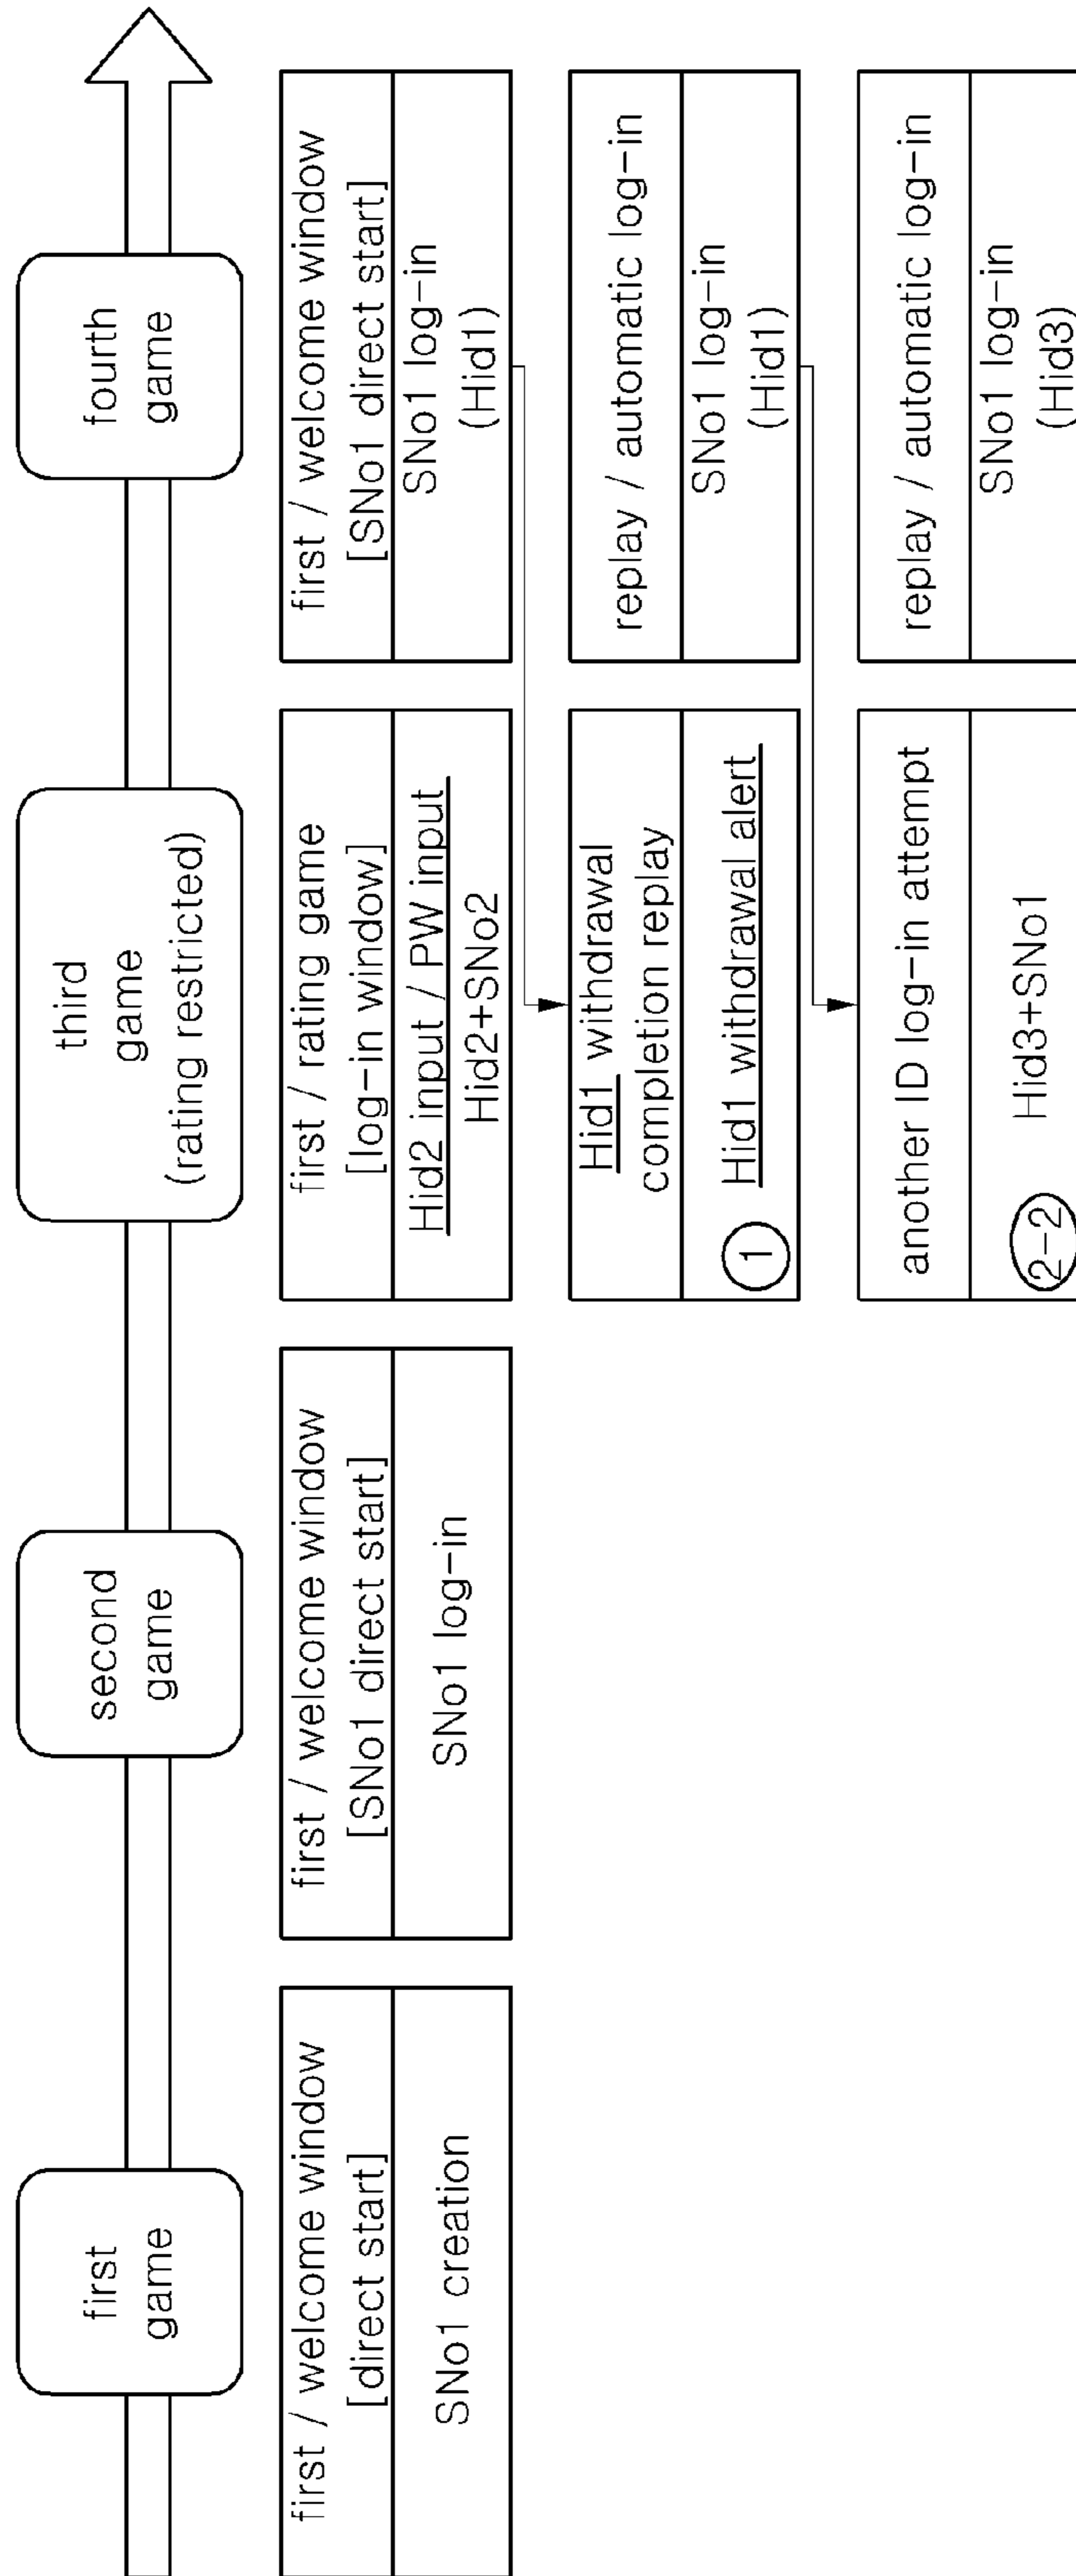 first
game
second
game
third
game
(rating restricted)
fourth
game
first / welcome window
[direct start]
SNo1 creation
first / welcome window
[SNo1 direct start]
SNo1 log-in
first / rating game
[log-in window]
Hid2 input / PW input
Hid2+SNo2
first / welcome window
[SNo1 direct start]
SNo1 log-in
(Hid1)
Hid1 withdrawal
completion replay
1
Hid1 withdrawal alert
replay / automatic log-in
SNo1 log-in
(Hid1)
another ID log-in attempt
2-2
Hid3+SNo1
replay / automatic log-in
SNo1 log-in
(Hid3)